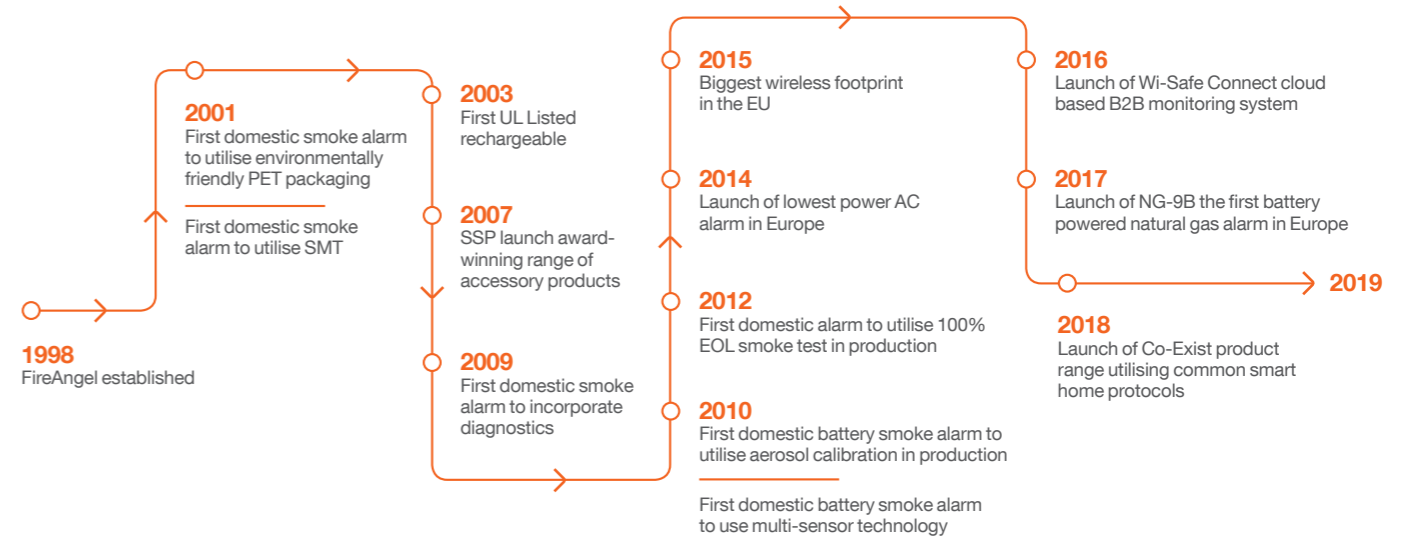 1998
FireAngel established
2001
First domestic smoke alarm
to utilise environmentally
friendly PET packaging
First domestic smoke
alarm to utilise SMT
2003
First UL Listed
rechargeable
2007
SSP launch award-
winning range of
accessory products
2009
First domestic smoke
alarm to incorporate
diagnostics
2010
First domestic battery smoke alarm to
utilise aerosol calibration in production
First domestic battery smoke alarm
to use multi-sensor technology
2012
First domestic alarm to utilise 100%
EOL smoke test in production
2014
Launch of lowest power AC
alarm in Europe
2015
Biggest wireless footprint
in the EU
2016
Launch of Wi-Safe Connect cloud
based B2B monitoring system
2017
Launch of NG-9B the first battery
powered natural gas alarm in Europe
2018
Launch of Co-Exist product
range utilising common smart
home protocols
2019